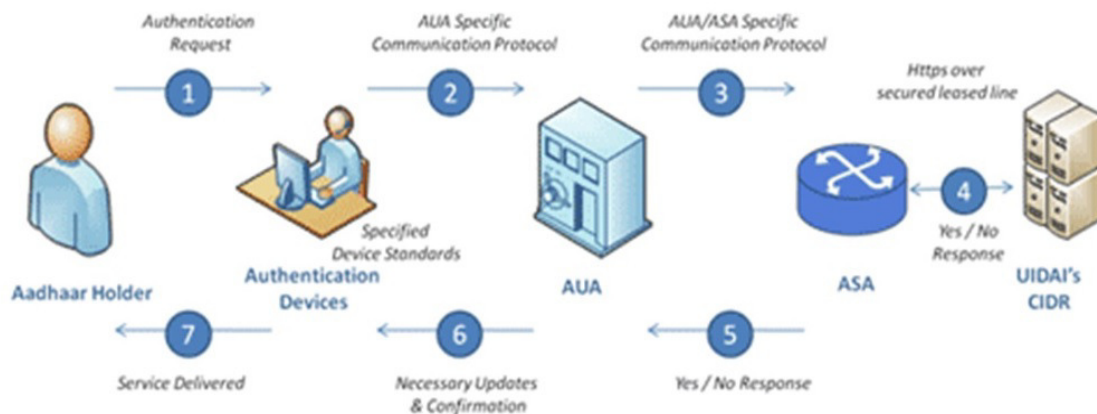 Authentication
Request
1
AUA Specific
Communication Protocol
2
AUA/ASA Specific
Communication Protocol
3
Https over
secured leased line
4
Yes / No
Response
Specified
Device Standards
Aadhaar Holder
Authentication
Devices
AUA
ASA
UIDAI's
CIDR
7
Service Delivered
6
Necessary Updates
& Confirmation
5
Yes / No Response